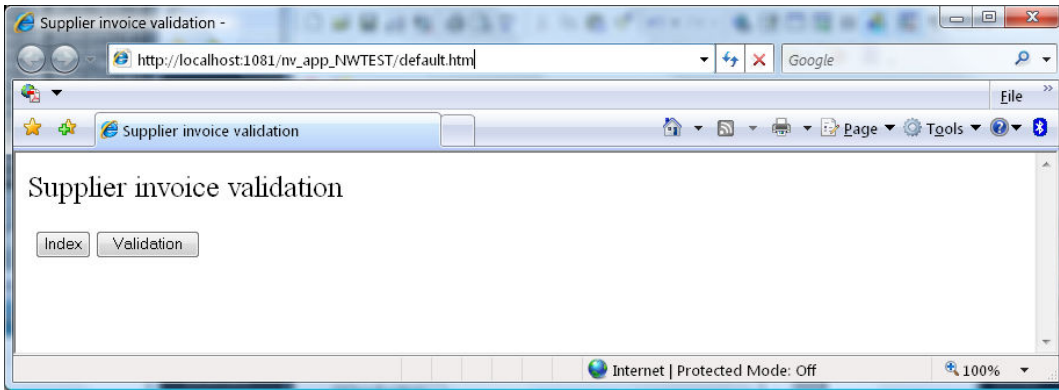 Supplier invoice validation -
http://localhost:1081/nv_app_NWTEST/default.htm
Google
File
Supplier invoice validation
Page
Tools
Supplier invoice validation
Index
Validation
Internet | Protected Mode: Off
100%